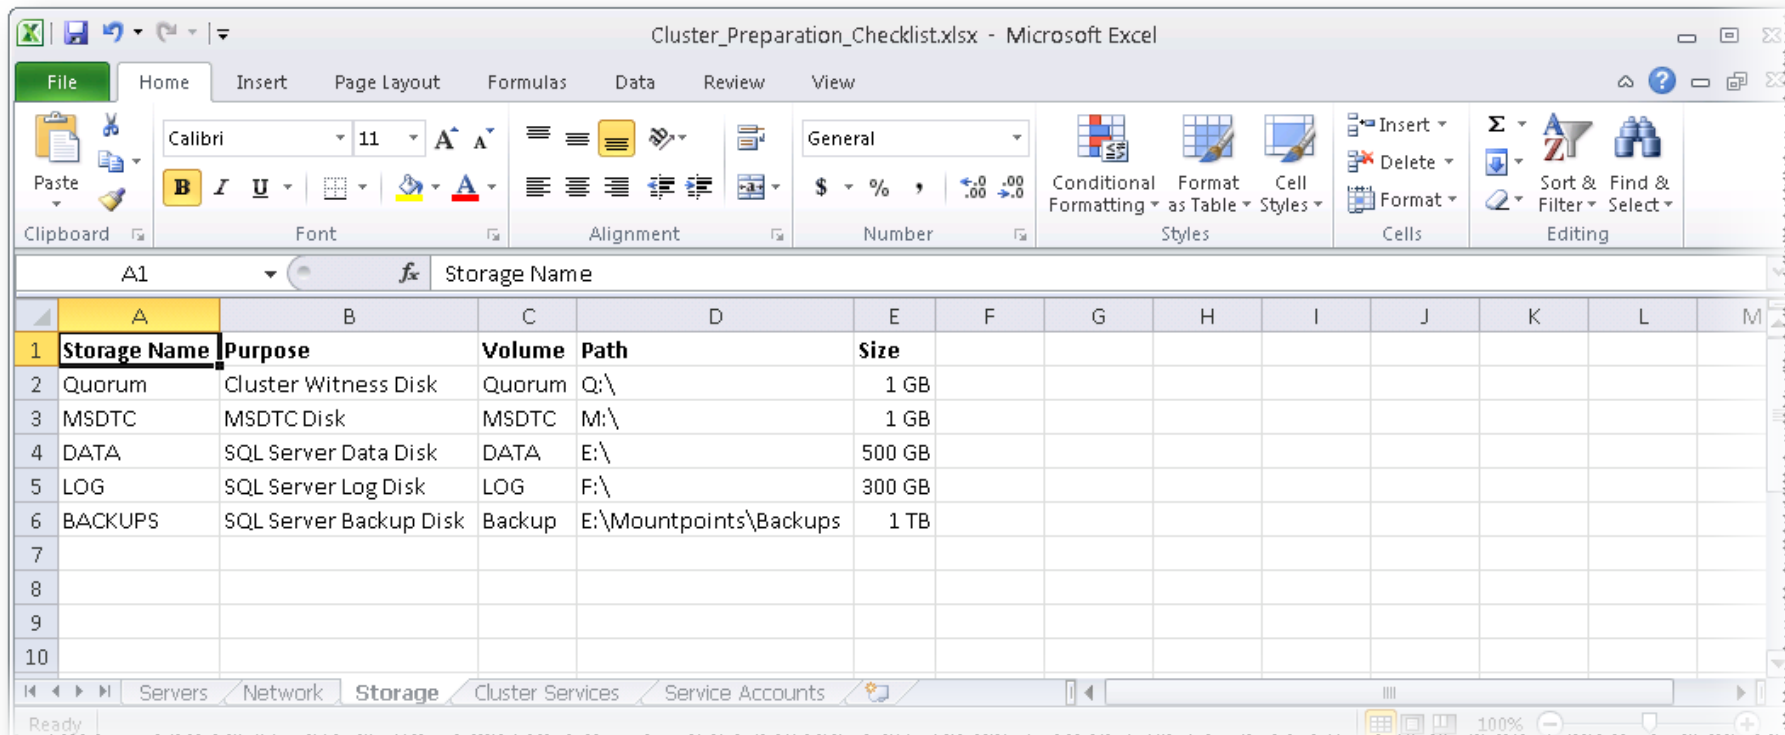 Cluster_Preparation_Checklist.xlsx - Microsoft Excel
File Home Insert Page Layout Formulas Data Review View
Calibri 11 General Insert
Delete
Paste B I U $ % , Conditional Formatting Format as Table Cell Styles Format Sort & Filter Find & Select
Clipboard Font Alignment Number Styles Cells Editing
A1 fx Storage Name
A B C D E F G H I J K L M
1 Storage Name Purpose Volume Path Size
2 Quorum Cluster Witness Disk Quorum Q:\ 1 GB
3 MSDTC MSDTC Disk MSDTC M:\ 1 GB
4 DATA SQL Server Data Disk DATA E:\ 500 GB
5 LOG SQL Server Log Disk LOG F:\ 300 GB
6 BACKUPS SQL Server Backup Disk Backup E:\Mountpoints\Backups 1 TB
7
8
9
10
Servers Network Storage Cluster Services Service Accounts
Ready 100%